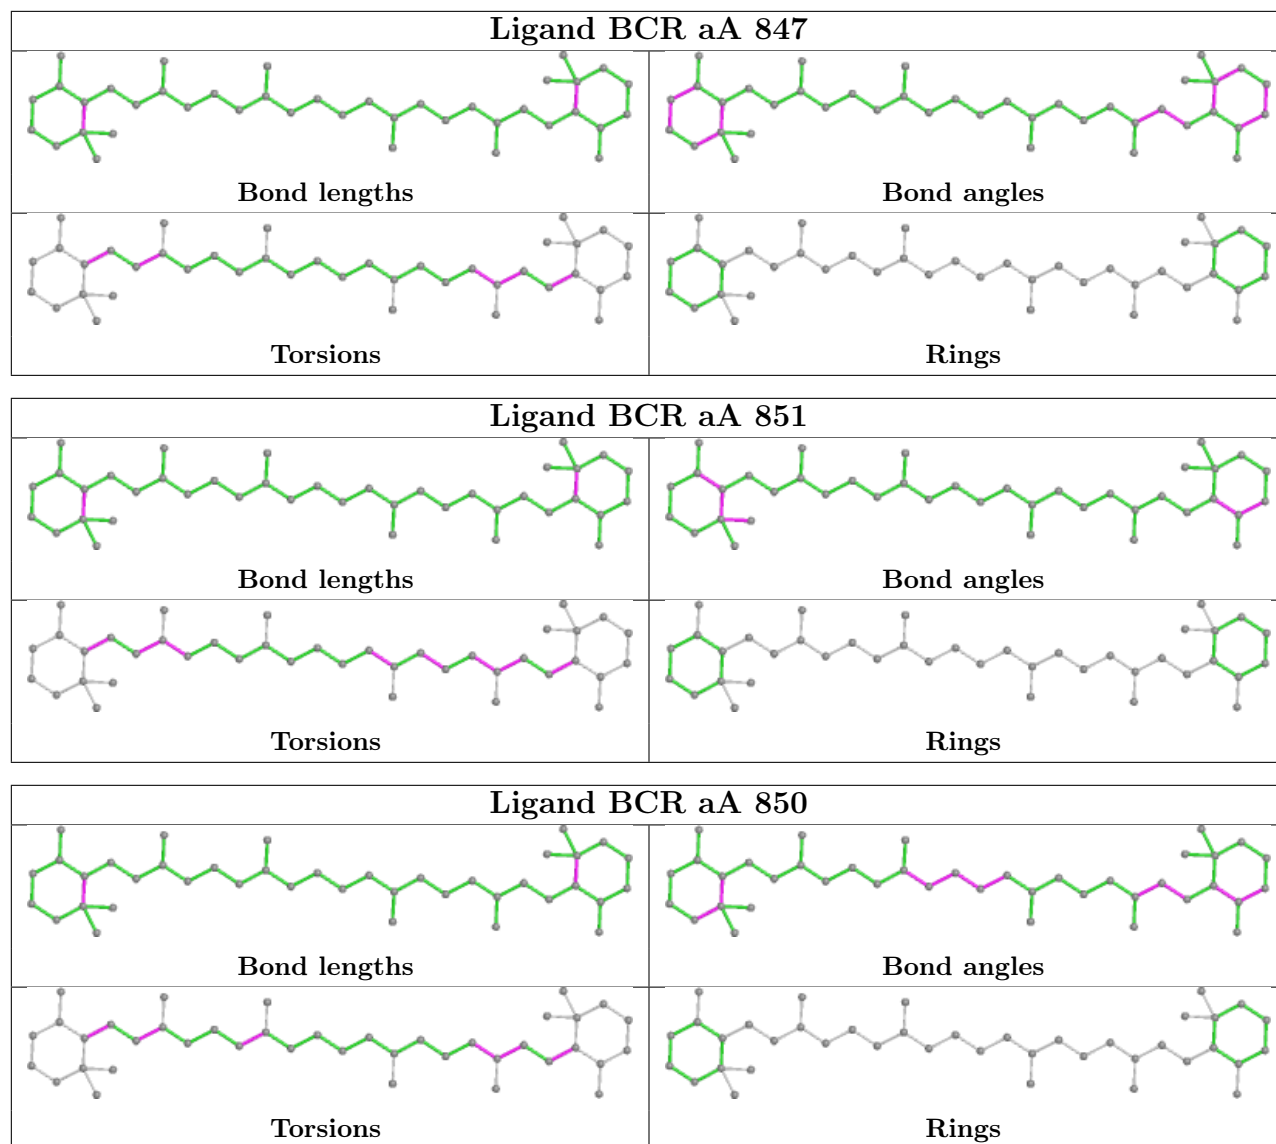 Ligand BCR aA 847
Bond lengths
Bond angles
Torsions
Rings
Ligand BCR aA 851
Bond lengths
Bond angles
Torsions
Rings
Ligand BCR aA 850
Bond lengths
Bond angles
Torsions
Rings